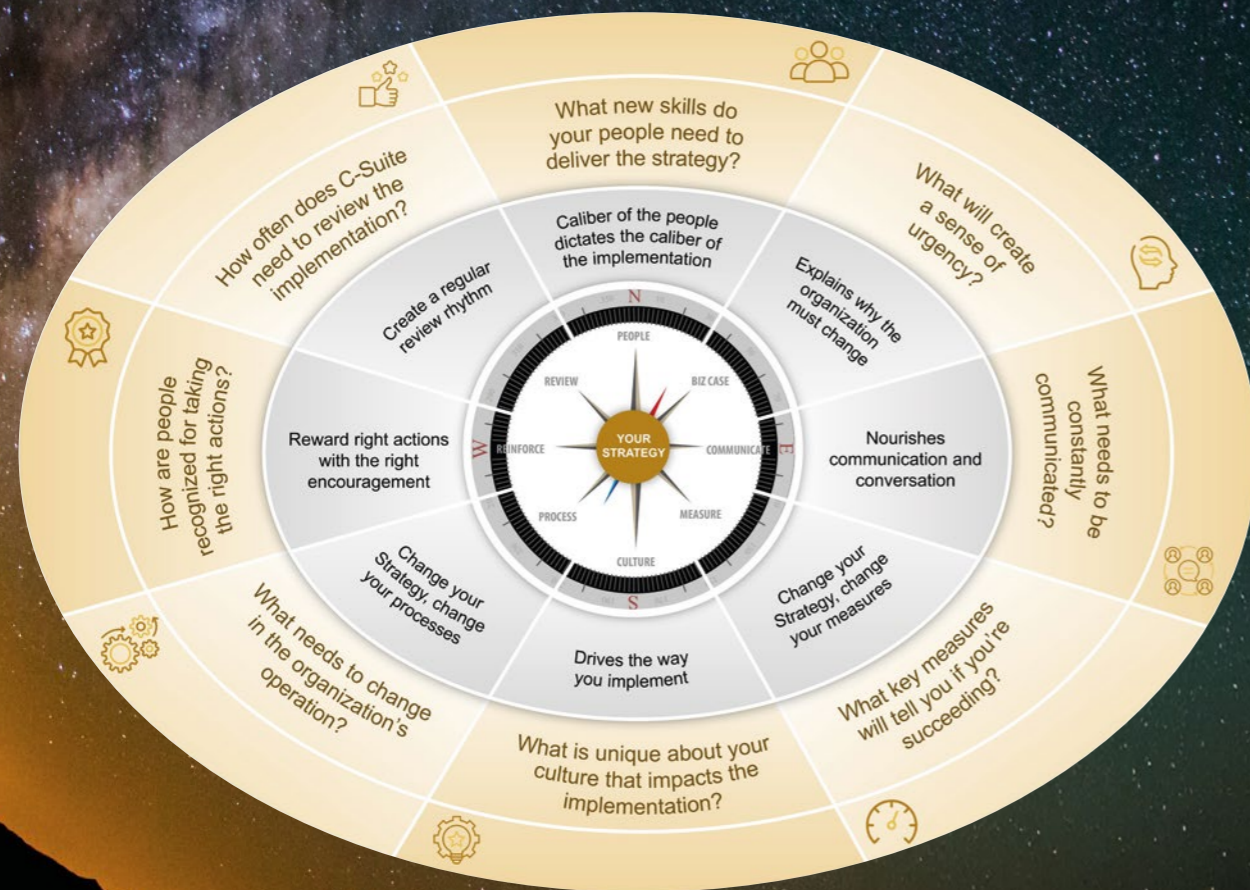 What new skills do
your people need to
deliver the strategy?
What will create
a sense of
urgency?
What needs to be
constantly
communicated?
What key measures
will tell you if you're
succeeding?
What is unique about your
culture that impacts the
implementation?
What needs to change
in the organization's
operation?
How are people
recognized for taking
the right actions?
How often does C-Suite
need to review the
implementation?
Caliber of the people
dictates the caliber of
the implementation
Explains why the
organization
must change
Nourishes
communication and
conversation
Change your
Strategy, change
your measures
Drives the way
you implement
Change your
Strategy, change
your processes
Reward right actions
with the right
encouragement
Create a regular
review rhythm
N
E
S
W
PEOPLE
BIZ CASE
COMMUNICATE
MEASURE
CULTURE
PROCESS
REINFORCE
REVIEW
YOUR
STRATEGY